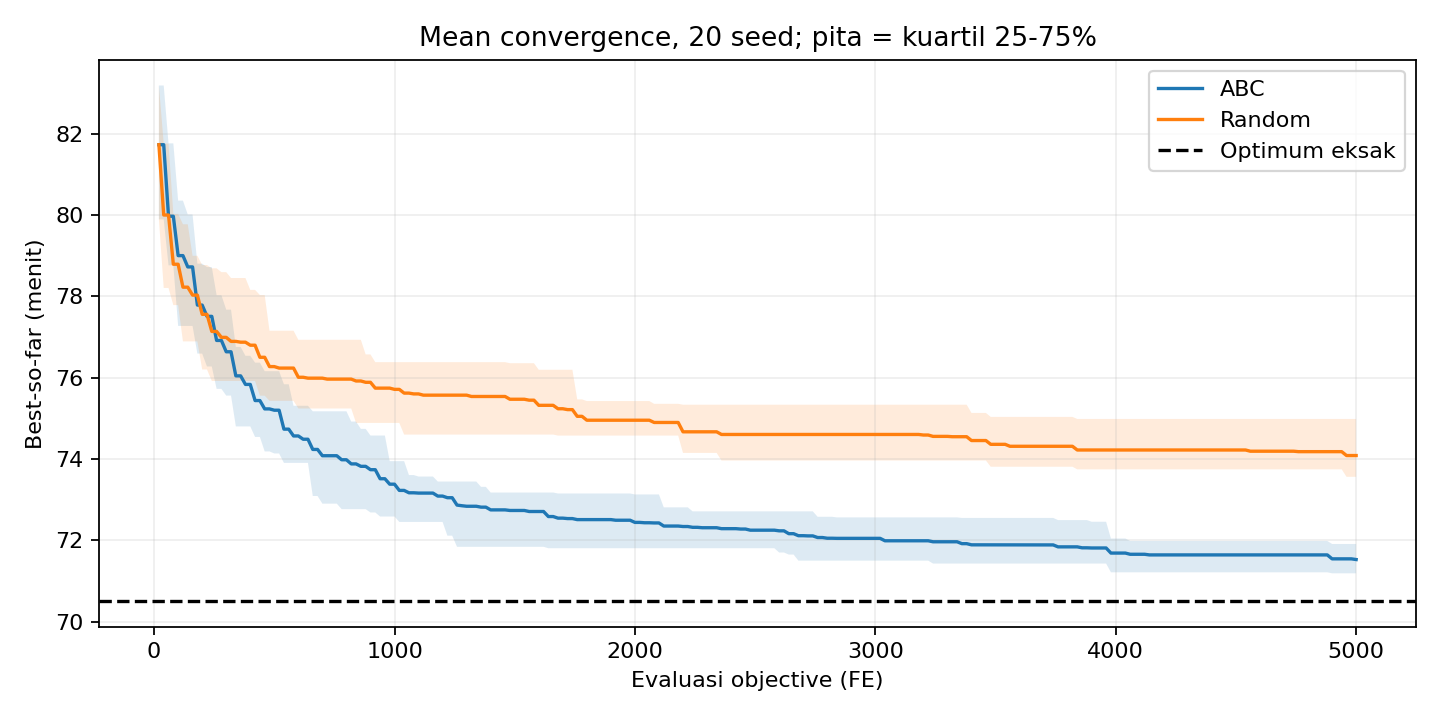 Mean convergence, 20 seed; pita = kuartil 25-75%
ABC
Random
Optimum eksak
Best-so-far (menit)
82
80
78
76
74
72
70
0 1000 2000 3000 4000 5000
Evaluasi objective (FE)